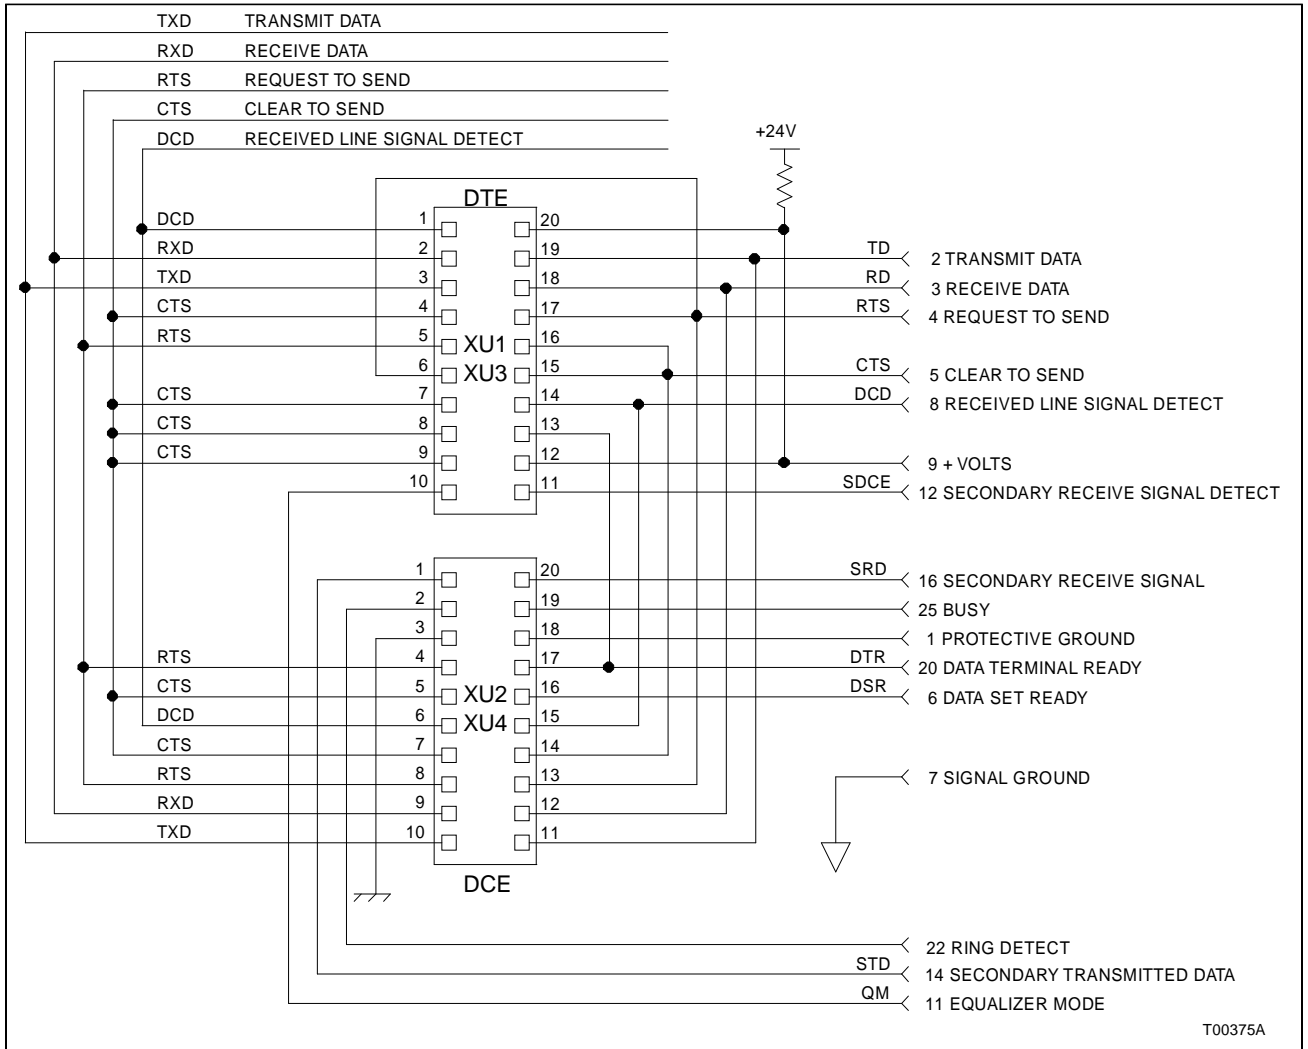 TXD TRANSMIT DATA
RXD RECEIVE DATA
RTS REQUEST TO SEND
CTS CLEAR TO SEND
DCD RECEIVED LINE SIGNAL DETECT
+24V
DTE
DCD 1 20
RXD 2 19 TD 2 TRANSMIT DATA
TXD 3 18 RD 3 RECEIVE DATA
CTS 4 17 RTS 4 REQUEST TO SEND
RTS 5 XU1 16
6 XU3 15 CTS 5 CLEAR TO SEND
CTS 7 14 DCD 8 RECEIVED LINE SIGNAL DETECT
CTS 8 13
CTS 9 12 9 + VOLTS
10 11 SDCE 12 SECONDARY RECEIVE SIGNAL DETECT
1 20 SRD 16 SECONDARY RECEIVE SIGNAL
2 19 25 BUSY
3 18 1 PROTECTIVE GROUND
RTS 4 17 DTR 20 DATA TERMINAL READY
CTS 5 XU2 16 DSR 6 DATA SET READY
DCD 6 XU4 15
CTS 7 14
RTS 8 13 7 SIGNAL GROUND
RXD 9 12
TXD 10 11
DCE
22 RING DETECT
STD 14 SECONDARY TRANSMITTED DATA
QM 11 EQUALIZER MODE
T00375A